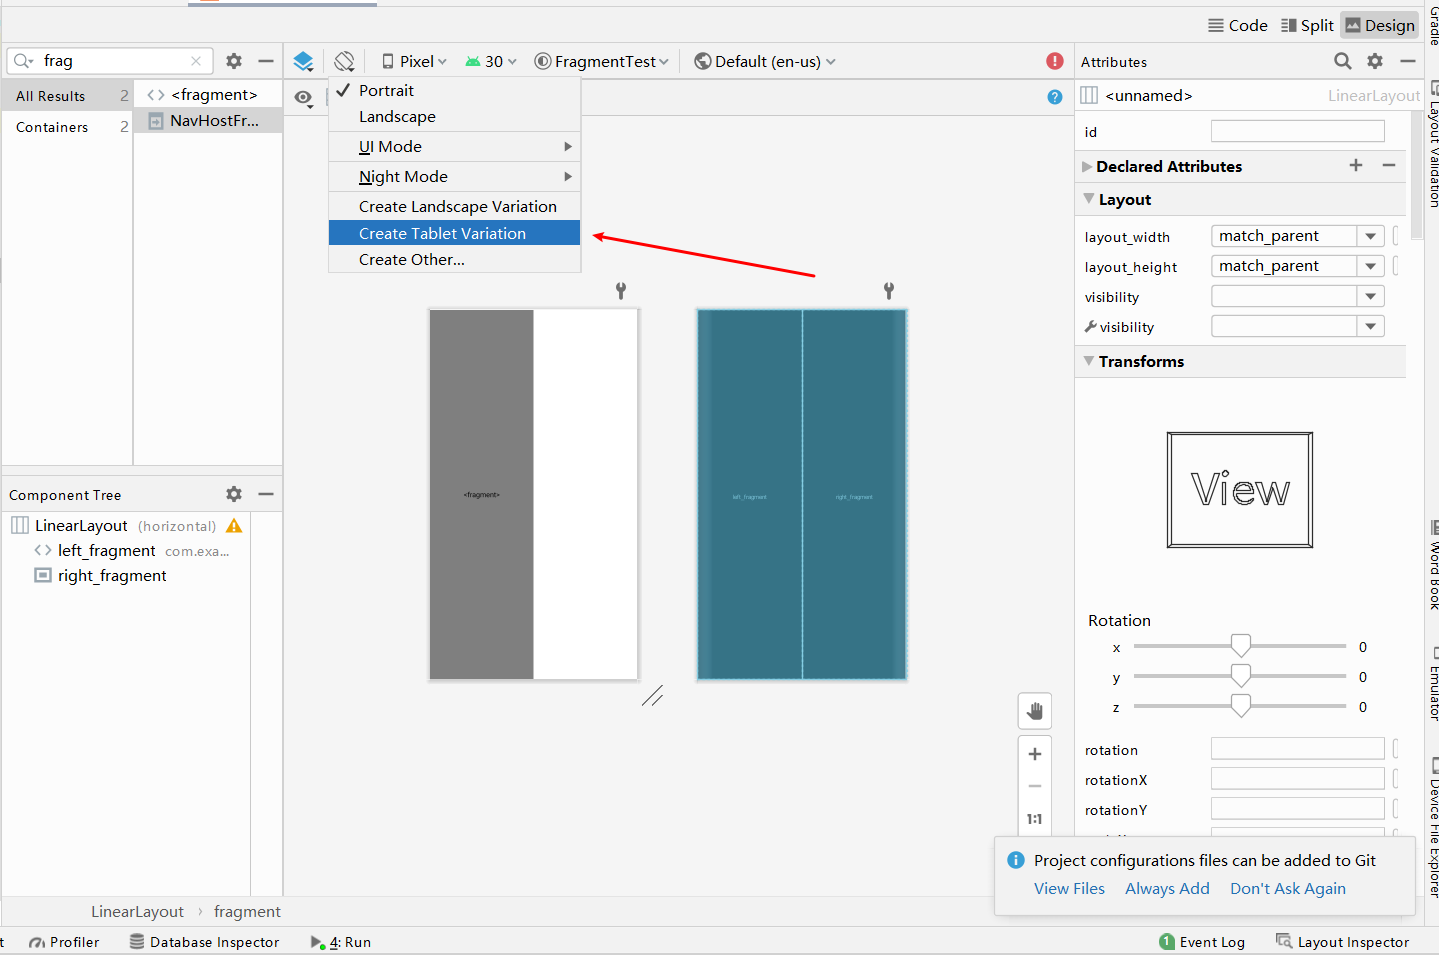 Code
Split
Design
frag
Pixel
30
FragmentTest
Default (en-us)
Attributes
All Results 2
Containers 2
<fragment>
NavHostFr...
Portrait
Landscape
UI Mode
Night Mode
Create Landscape Variation
Create Tablet Variation
Create Other...
<unnamed>
LinearLayout
id
Declared Attributes
Layout
layout_width match_parent
layout_height match_parent
visibility
visibility
Transforms
<fragment>
left_fragment
right_fragment
View
Rotation
x 0
y 0
z 0
rotation
rotationX
rotationY
Component Tree
LinearLayout (horizontal)
left_fragment com.exa...
right_fragment
1:1
Project configurations files can be added to Git
View Files Always Add Don't Ask Again
LinearLayout › fragment
Profiler
Database Inspector
4: Run
1 Event Log
Layout Inspector
Gradle
Layout Validation
Word Book
Emulator
Device File Explorer